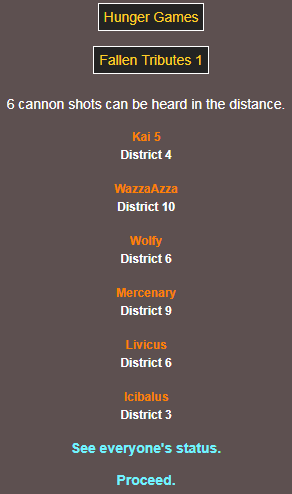 Hunger Games
Fallen Tributes 1
6 cannon shots can be heard in the distance.
Kai 5
District 4
WazzaAzza
District 10
Wolfy
District 6
Mercenary
District 9
Livicus
District 6
Icibalus
District 3
See everyone's status.
Proceed.